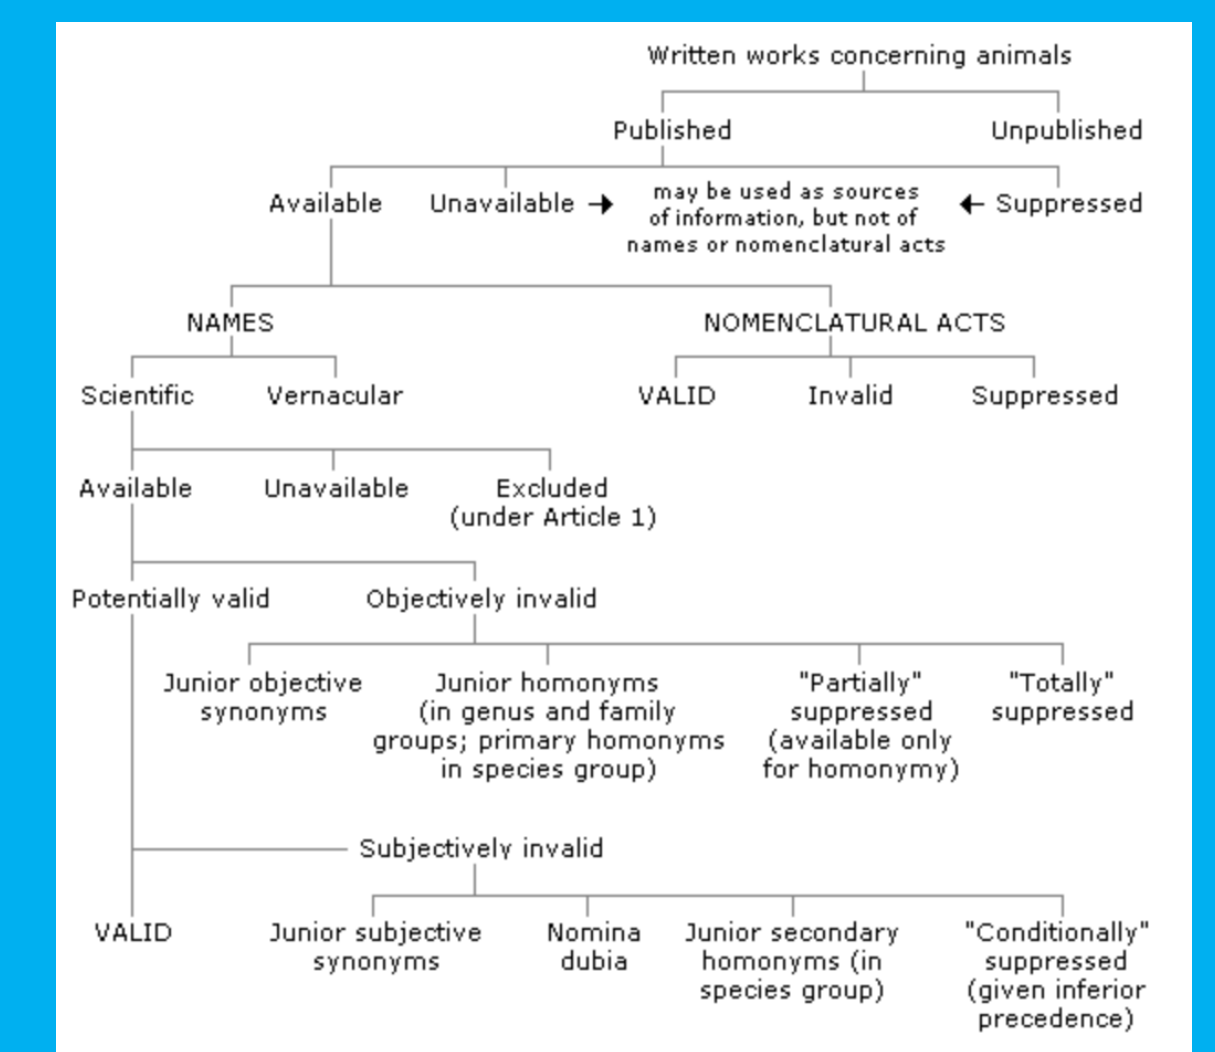 Written works concerning animals
Published
Unpublished
Available
Unavailable
may be used as sources
of information, but not of
names or nomenclatural acts
Suppressed
NAMES
NOMENCLATURAL ACTS
Scientific
Vernacular
VALID
Invalid
Suppressed
Available
Unavailable
Excluded
(under Article 1)
Potentially valid
Objectively invalid
Junior objective
synonyms
Junior homonyms
(in genus and family
groups; primary homonyms
in species group)
"Partially"
suppressed
(available only
for homonymy)
"Totally"
suppressed
Subjectively invalid
VALID
Junior subjective
synonyms
Nomina
dubia
Junior secondary
homonyms (in
species group)
"Conditionally"
suppressed
(given inferior
precedence)